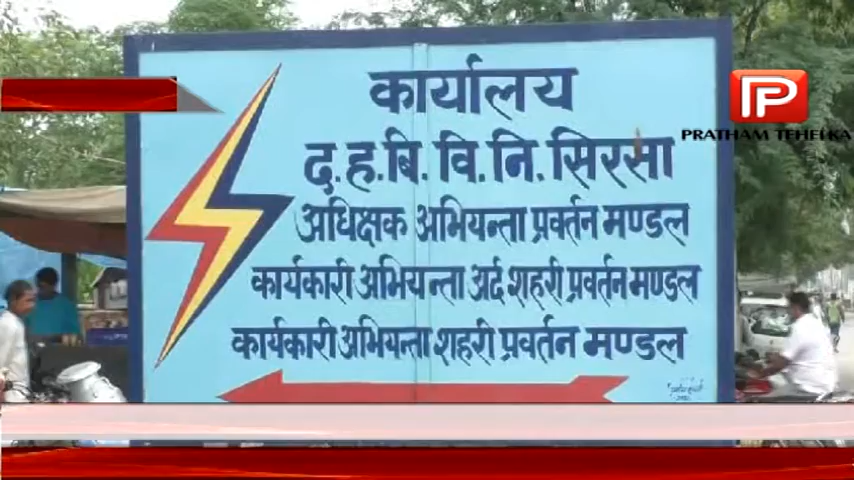 कार्यालय
द.ह.बि.वि.नि.सिरसा
अधिक्षक अभियन्ता प्रवर्तन मण्डल
कार्यकारी अभियन्ता अर्द शहरी प्रवर्तन मण्डल
कार्यकारी अभियन्ता शहरी प्रवर्तन मण्डल
P
PRATHAM TEHELKA